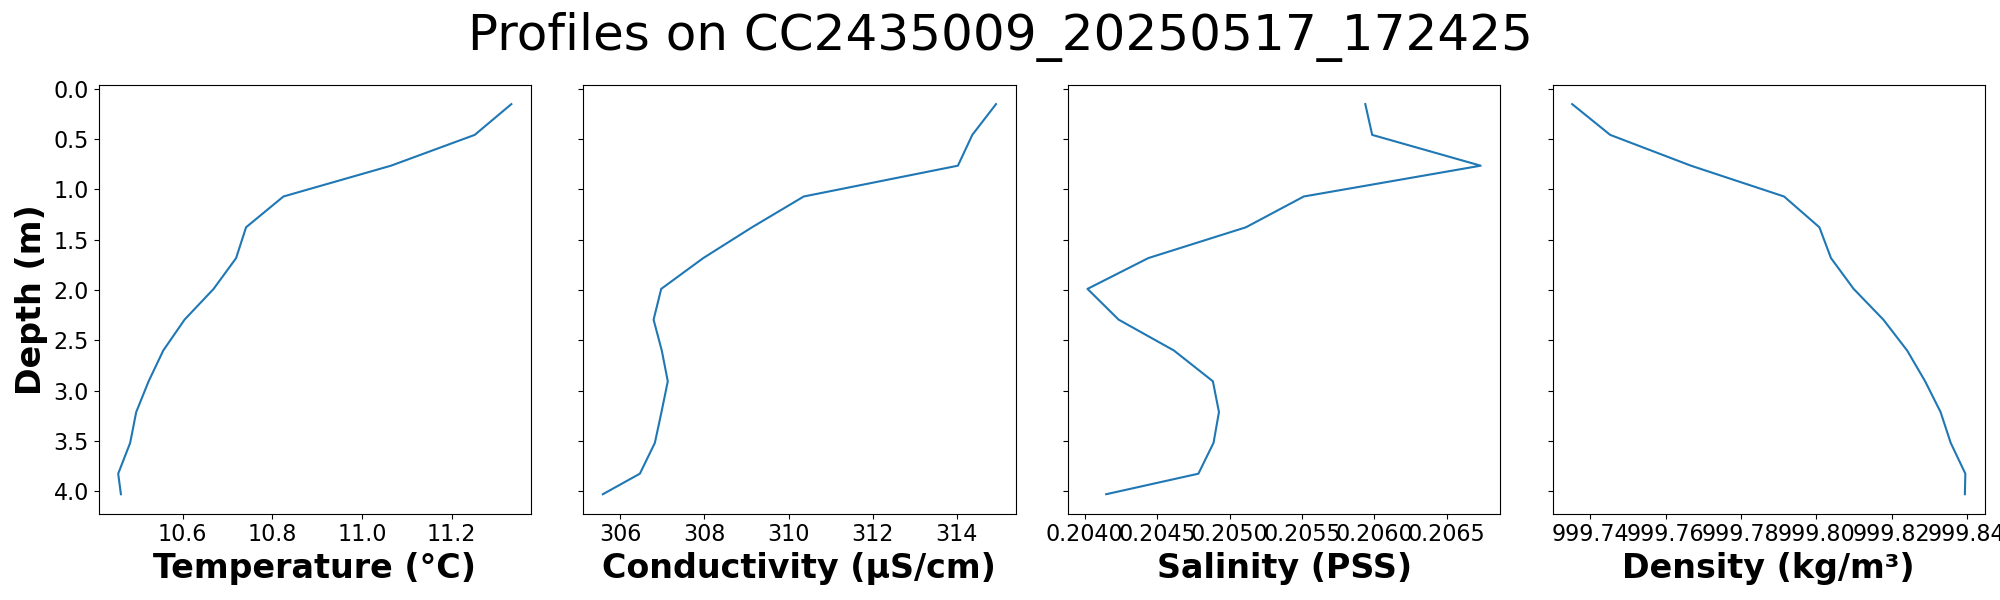 Profiles on CC2435009_20250517_172425
Depth (m)
0.0
0.5
1.0
1.5
2.0
2.5
3.0
3.5
4.0
10.6 10.8 11.0 11.2
Temperature (°C)
306 308 310 312 314
Conductivity (µS/cm)
0.2040 0.2045 0.2050 0.2055 0.2060 0.2065
Salinity (PSS)
999.74 999.76 999.78 999.80 999.82 999.84
Density (kg/m³)